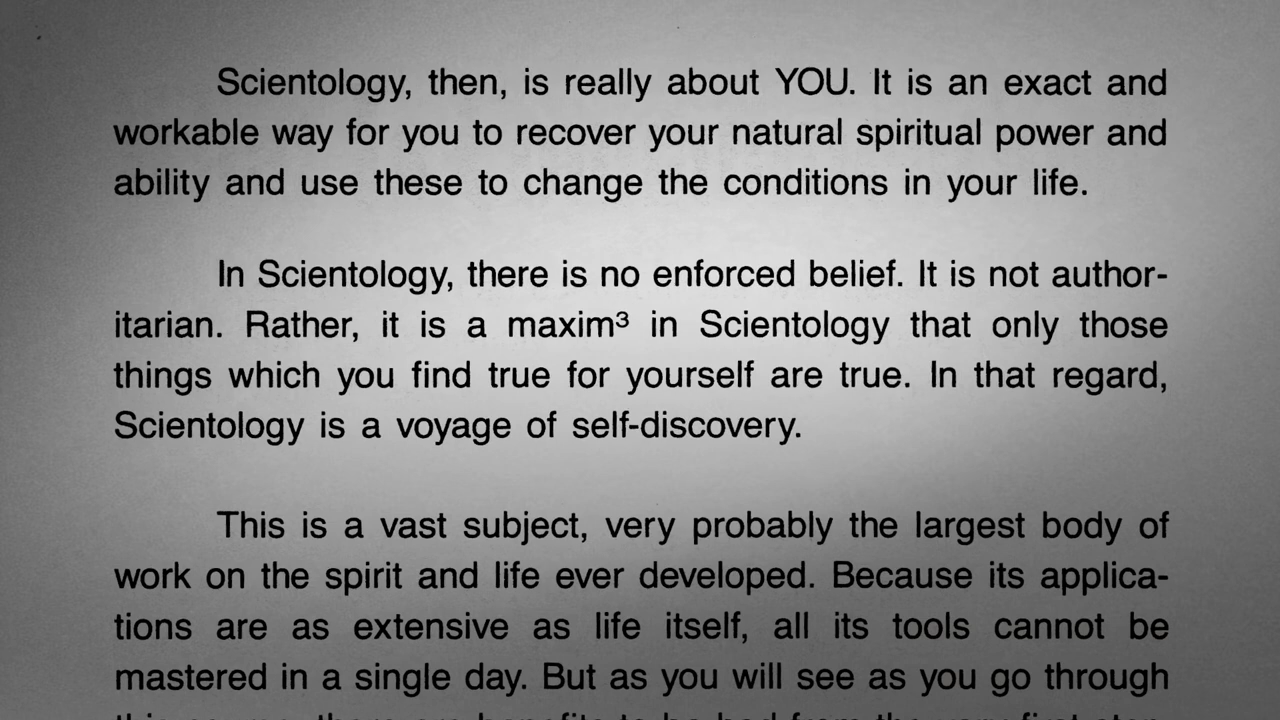 Scientology, then, is really about YOU. It is an exact and
workable way for you to recover your natural spiritual power and
ability and use these to change the conditions in your life.
In Scientology, there is no enforced belief. It is not author-
itarian. Rather, it is a maxim³ in Scientology that only those
things which you find true for yourself are true. In that regard,
Scientology is a voyage of self-discovery.
This is a vast subject, very probably the largest body of
work on the spirit and life ever developed. Because its applica-
tions are as extensive as life itself, all its tools cannot be
mastered in a single day. But as you will see as you go through